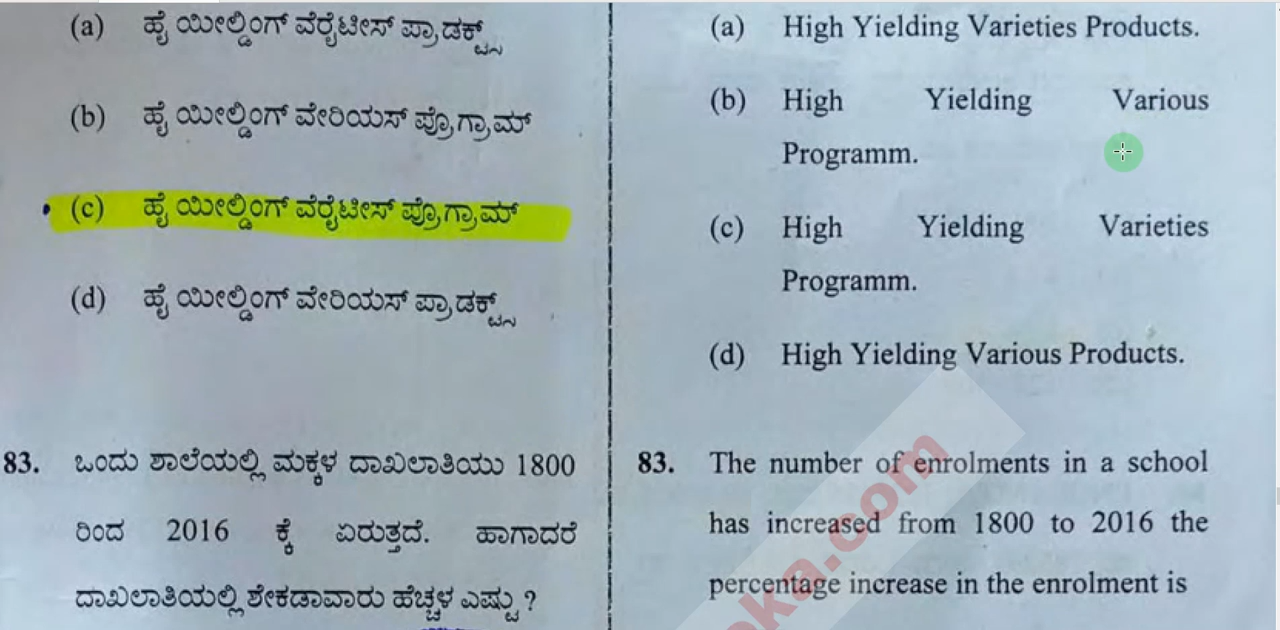 (a) ಹೈ ಯೀಲ್ಡಿಂಗ್ ವೆರೈಟೀಸ್ ಪ್ರಾಡಕ್ಟ್ಸ್
(b) ಹೈ ಯೀಲ್ಡಿಂಗ್ ವೇರಿಯಸ್ ಪ್ರೊಗ್ರಾಮ್
(c) ಹೈ ಯೀಲ್ಡಿಂಗ್ ವೆರೈಟೀಸ್ ಪ್ರೊಗ್ರಾಮ್
(d) ಹೈ ಯೀಲ್ಡಿಂಗ್ ವೇರಿಯಸ್ ಪ್ರಾಡಕ್ಟ್ಸ್
83. ಒಂದು ಶಾಲೆಯಲ್ಲಿ ಮಕ್ಕಳ ದಾಖಲಾತಿಯು 1800
ರಿಂದ 2016 ಕ್ಕೆ ಏರುತ್ತದೆ. ಹಾಗಾದರೆ
ದಾಖಲಾತಿಯಲ್ಲಿ ಶೇಕಡಾವಾರು ಹೆಚ್ಚಳ ಎಷ್ಟು ?
(a) High Yielding Varieties Products.
(b) High Yielding Various
Programm.
(c) High Yielding Varieties
Programm.
(d) High Yielding Various Products.
83. The number of enrolments in a school
has increased from 1800 to 2016 the
percentage increase in the enrolment is